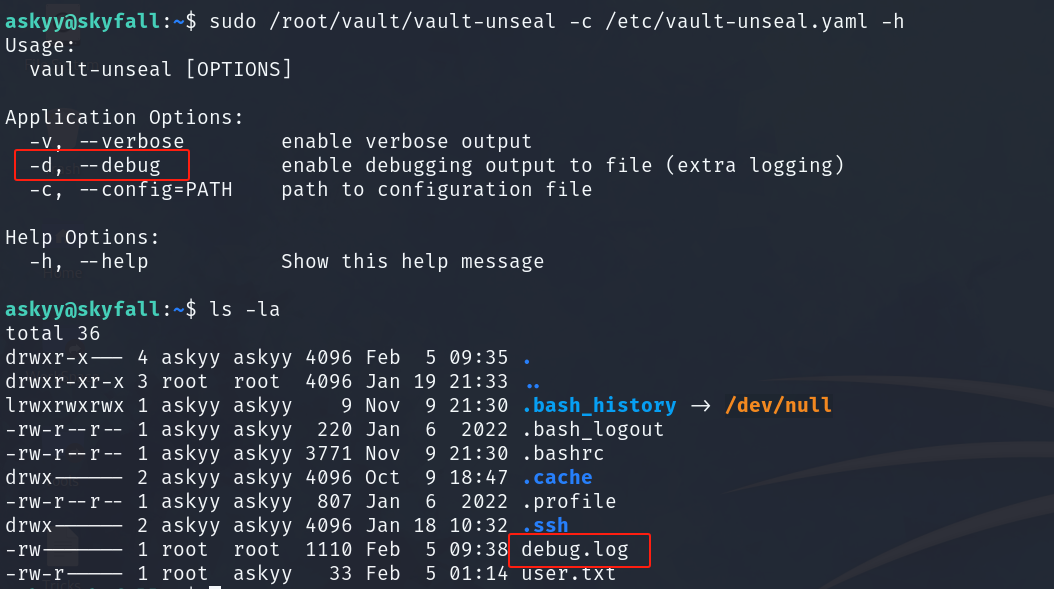 askyy@skyfall:~$ sudo /root/vault/vault-unseal -c /etc/vault-unseal.yaml -h
Usage:
  vault-unseal [OPTIONS]

Application Options:
  -v, --verbose        enable verbose output
  -d, --debug          enable debugging output to file (extra logging)
  -c, --config=PATH    path to configuration file

Help Options:
  -h, --help           Show this help message

askyy@skyfall:~$ ls -la
total 36
drwxr-x--- 4 askyy askyy 4096 Feb  5 09:35 .
drwxr-xr-x 3 root  root  4096 Jan 19 21:33 ..
lrwxrwxrwx 1 askyy askyy    9 Nov  9 21:30 .bash_history -> /dev/null
-rw-r--r-- 1 askyy askyy  220 Jan  6  2022 .bash_logout
-rw-r--r-- 1 askyy askyy 3771 Nov  9 21:30 .bashrc
drwx------ 2 askyy askyy 4096 Oct  9 18:47 .cache
-rw-r--r-- 1 askyy askyy  807 Jan  6  2022 .profile
drwx------ 2 askyy askyy 4096 Jan 18 10:32 .ssh
-rw------- 1 root  root  1110 Feb  5 09:38 debug.log
-rw-r----- 1 root  askyy   33 Feb  5 01:14 user.txt